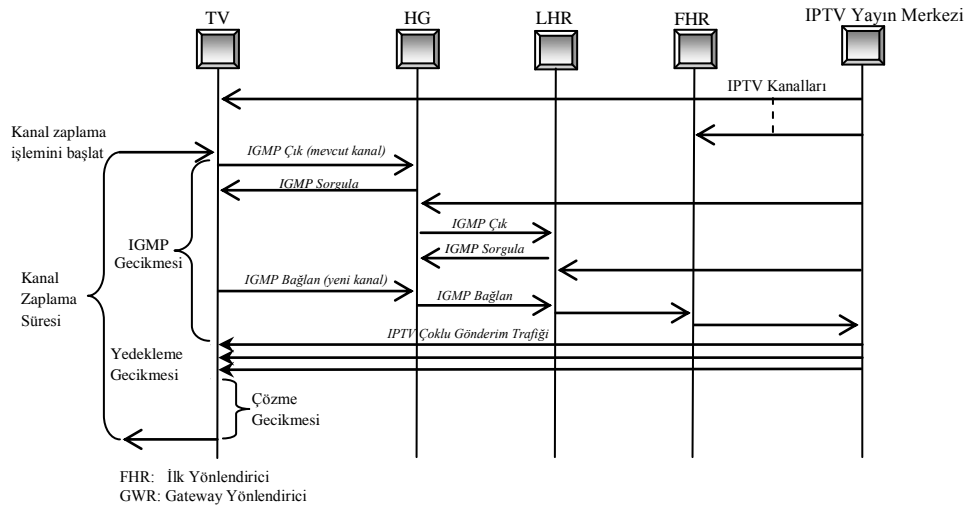 TV
HG
LHR
FHR
IPTV Yayın Merkezi
IPTV Kanalları
Kanal zaplama
işlemini başlat
IGMP Çık (mevcut kanal)
IGMP Sorgula
IGMP Çık
IGMP Sorgula
IGMP
Gecikmesi
Kanal
Zaplama
Süresi
IGMP Bağlan (yeni kanal)
IGMP Bağlan
IPTV Çoklu Gönderim Trafiği
Yedekleme
Gecikmesi
Çözme
Gecikmesi
FHR: İlk Yönlendirici
GWR: Gateway Yönlendirici